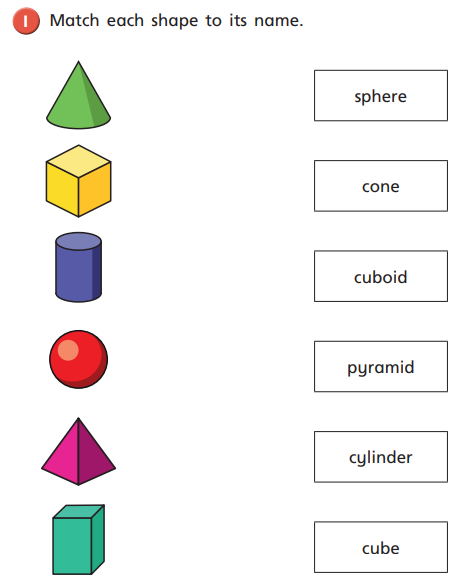 1 Match each shape to its name.
sphere
cone
cuboid
pyramid
cylinder
cube